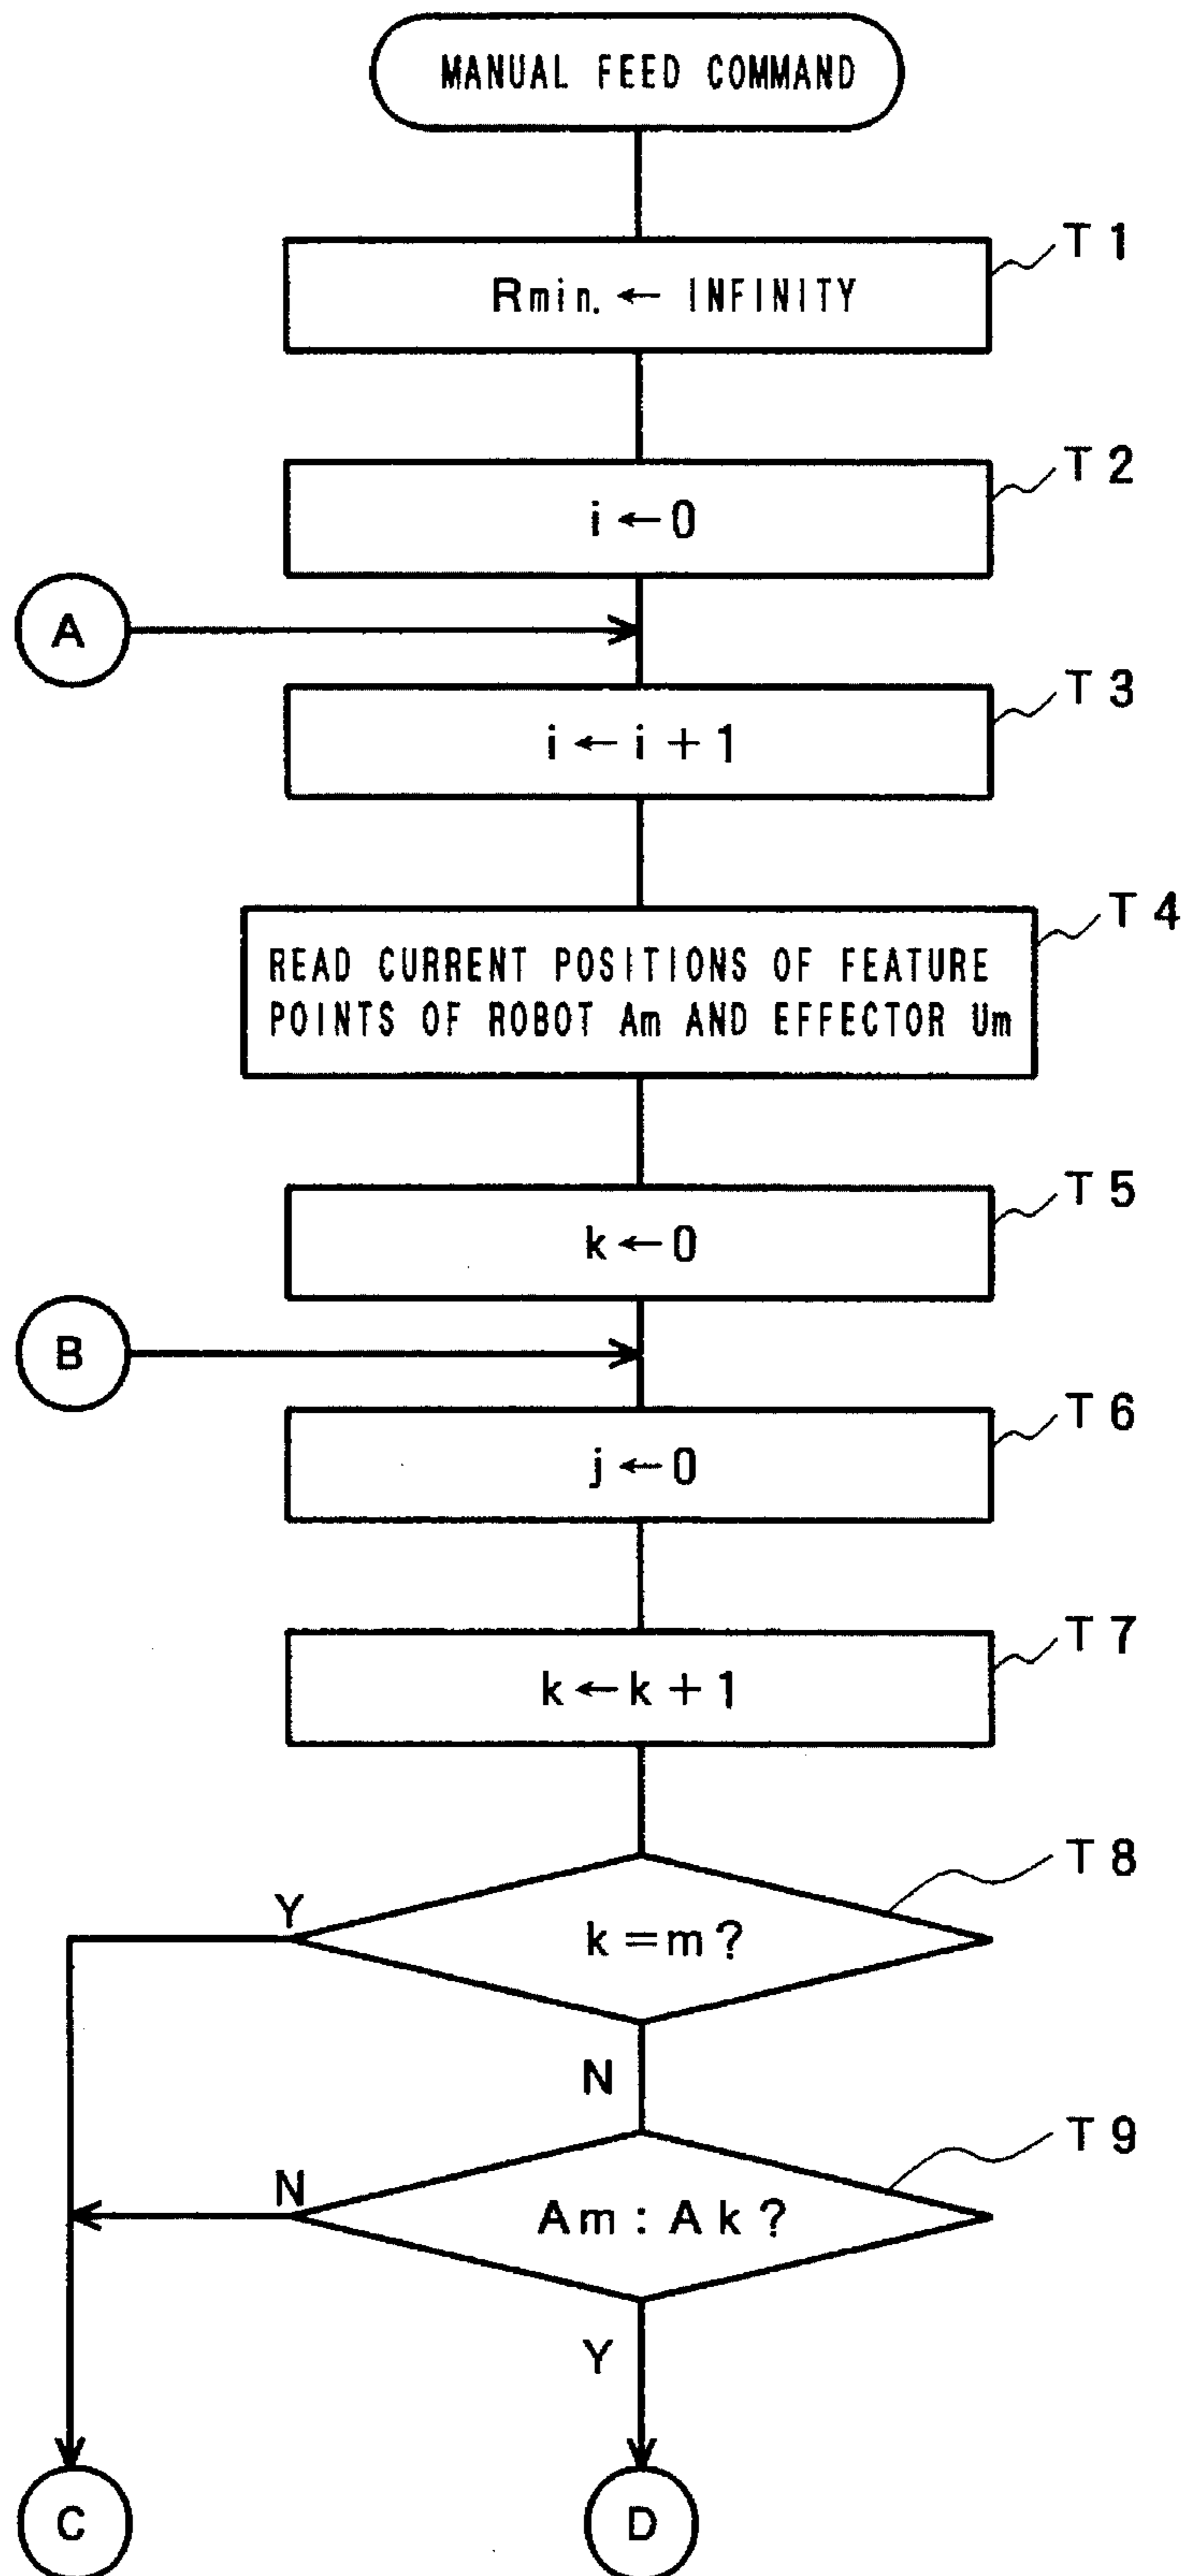 MANUAL FEED COMMAND
T1
Rmin. ← INFINITY
T2
i ← 0
A
T3
i ← i + 1
T4
READ CURRENT POSITIONS OF FEATURE
POINTS OF ROBOT Am AND EFFECTOR Um
T5
k ← 0
B
T6
j ← 0
T7
k ← k + 1
T8
Y
k = m ?
N
T9
N
Am : Ak ?
Y
C
D